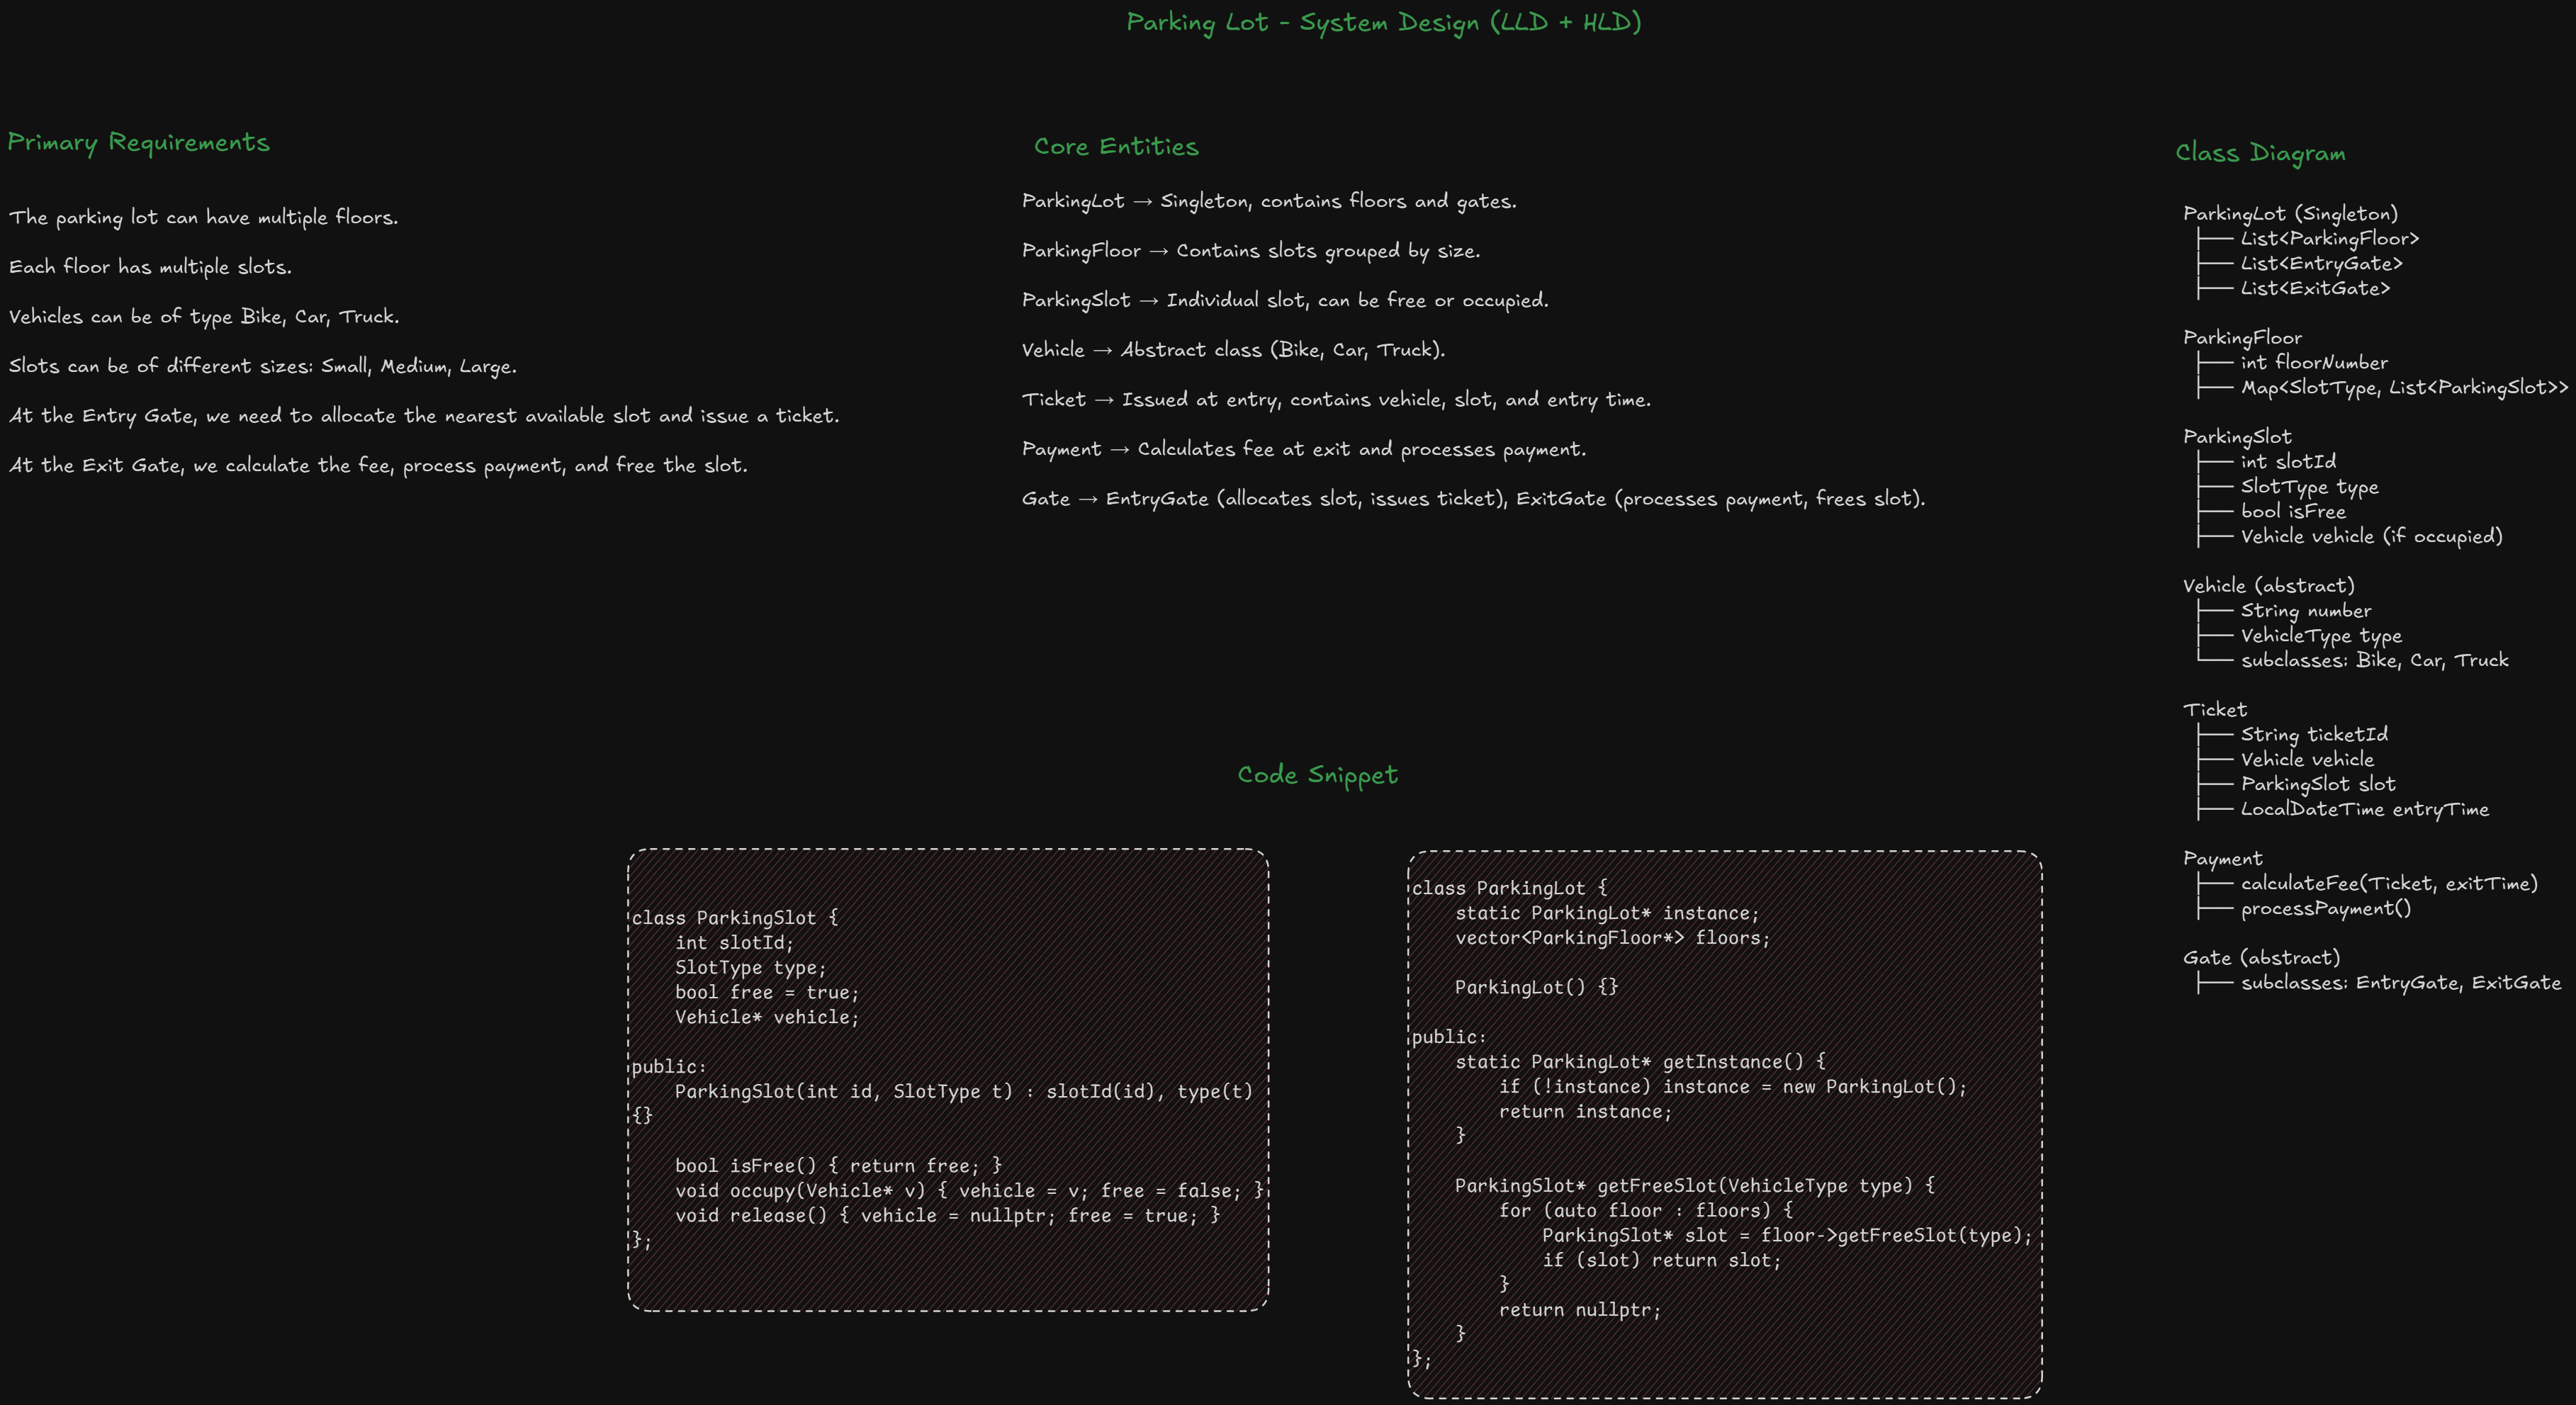 Parking Lot - System Design (LLD + HLD)
Primary Requirements
The parking lot can have multiple floors.
Each floor has multiple slots.
Vehicles can be of type Bike, Car, Truck.
Slots can be of different sizes: Small, Medium, Large.
At the Entry Gate, we need to allocate the nearest available slot and issue a ticket.
At the Exit Gate, we calculate the fee, process payment, and free the slot.
Core Entities
ParkingLot → Singleton, contains floors and gates.
ParkingFloor → Contains slots grouped by size.
ParkingSlot → Individual slot, can be free or occupied.
Vehicle → Abstract class (Bike, Car, Truck).
Ticket → Issued at entry, contains vehicle, slot, and entry time.
Payment → Calculates fee at exit and processes payment.
Gate → EntryGate (allocates slot, issues ticket), ExitGate (processes payment, frees slot).
Class Diagram
ParkingLot (Singleton)
├── List<ParkingFloor>
├── List<EntryGate>
├── List<ExitGate>
ParkingFloor
├── int floorNumber
├── Map<SlotType, List<ParkingSlot>>
ParkingSlot
├── int slotId
├── SlotType type
├── bool isFree
├── Vehicle vehicle (if occupied)
Vehicle (abstract)
├── String number
├── VehicleType type
└── subclasses: Bike, Car, Truck
Ticket
├── String ticketId
├── Vehicle vehicle
├── ParkingSlot slot
├── LocalDateTime entryTime
Payment
├── calculateFee(Ticket, exitTime)
├── processPayment()
Gate (abstract)
├── subclasses: EntryGate, ExitGate
Code Snippet
class ParkingSlot {
    int slotId;
    SlotType type;
    bool free = true;
    Vehicle* vehicle;
public:
    ParkingSlot(int id, SlotType t) : slotId(id), type(t)
{}
    bool isFree() { return free; }
    void occupy(Vehicle* v) { vehicle = v; free = false; }
    void release() { vehicle = nullptr; free = true; }
};
class ParkingLot {
    static ParkingLot* instance;
    vector<ParkingFloor*> floors;
    ParkingLot() {}
public:
    static ParkingLot* getInstance() {
        if (!instance) instance = new ParkingLot();
        return instance;
    }
    ParkingSlot* getFreeSlot(VehicleType type) {
        for (auto floor : floors) {
            ParkingSlot* slot = floor->getFreeSlot(type);
            if (slot) return slot;
        }
        return nullptr;
    }
};